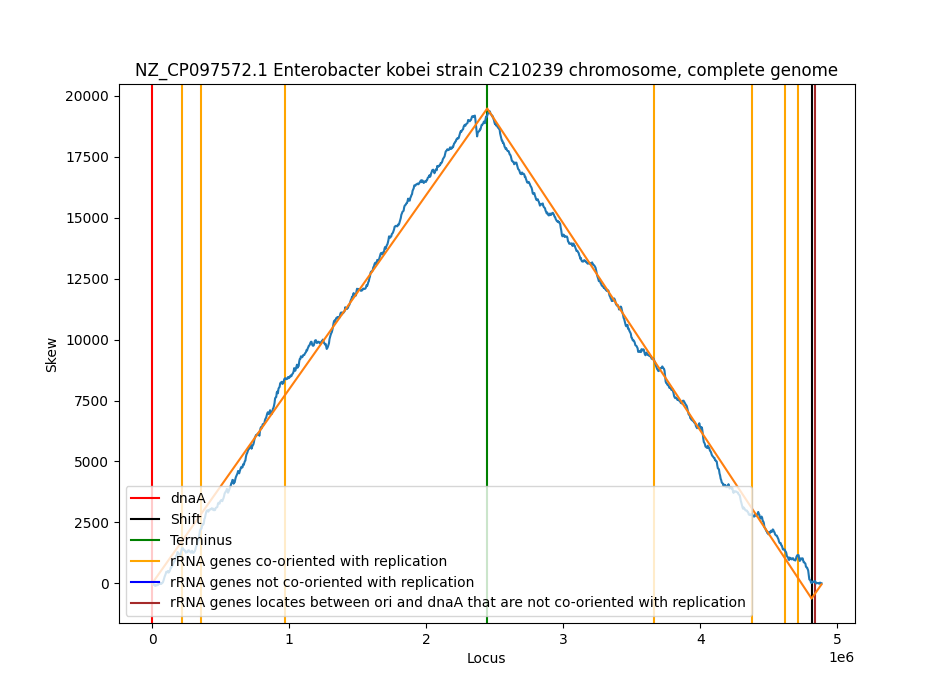 NZ_CP097572.1 Enterobacter kobei strain C210239 chromosome, complete genome
20000
17500
15000
12500
10000
7500
5000
2500
0
Skew
dnaA
Shift
Terminus
rRNA genes co-oriented with replication
rRNA genes not co-oriented with replication
rRNA genes locates between ori and dnaA that are not co-oriented with replication
0 1 2 3 4 5
1e6
Locus